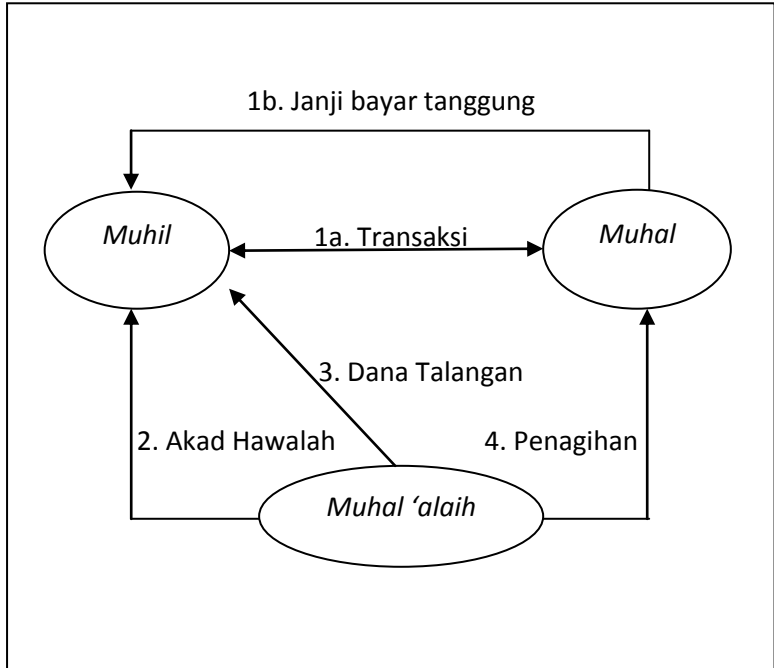 1b. Janji bayar tanggung
Muhil
1a. Transaksi
Muhal
3. Dana Talangan
2. Akad Hawalah
4. Penagihan
Muhal ‘alaih